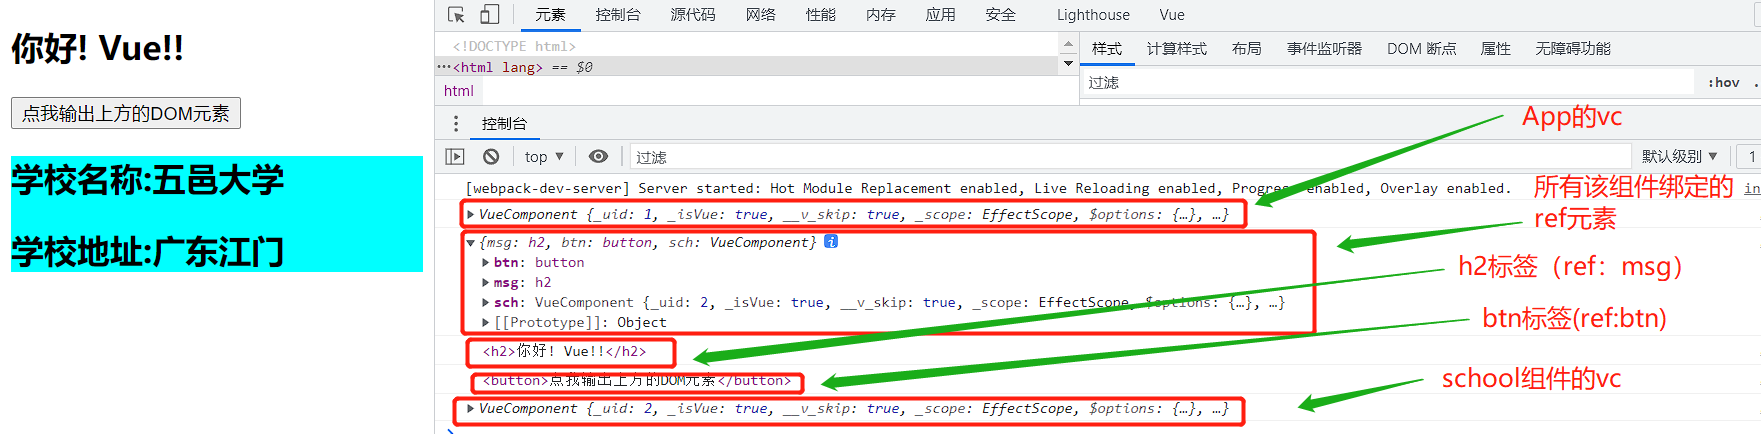 你好! Vue!!
点我输出上方的DOM元素
学校名称:五邑大学
学校地址:广东江门
元素 控制台 源代码 网络 性能 内存 应用 安全 Lighthouse Vue
<!DOCTYPE html>
…<html lang> == $0
html
样式 计算样式 布局 事件监听器 DOM 断点 属性 无障碍功能
过滤 :hov .
控制台
top ▼ 过滤 默认级别 ▼ 1
[webpack-dev-server] Server started: Hot Module Replacement enabled, Live Reloading enabled, Progress enabled, Overlay enabled. in
▶VueComponent {_uid: 1, _isVue: true, __v_skip: true, _scope: EffectScope, $options: {…}, …}
▼{msg: h2, btn: button, sch: VueComponent} i
▶btn: button
▶msg: h2
▶sch: VueComponent {_uid: 2, _isVue: true, __v_skip: true, _scope: EffectScope, $options: {…}, …}
▶[[Prototype]]: Object
<h2>你好! Vue!!</h2>
<button>点我输出上方的DOM元素</button>
▶VueComponent {_uid: 2, _isVue: true, __v_skip: true, _scope: EffectScope, $options: {…}, …}
App的vc
所有该组件绑定的
ref元素
h2标签（ref：msg）
btn标签(ref:btn)
school组件的vc